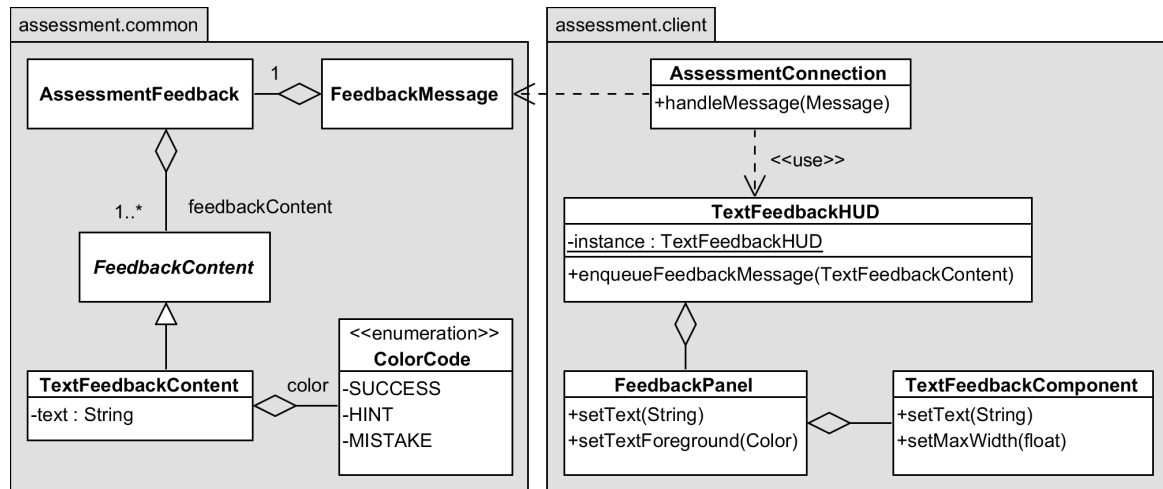 assessment.common
AssessmentFeedback
1
FeedbackMessage
1..*
feedbackContent
FeedbackContent
TextFeedbackContent
-text : String
color
<<enumeration>>
ColorCode
-SUCCESS
-HINT
-MISTAKE
assessment.client
AssessmentConnection
+handleMessage(Message)
<<use>>
TextFeedbackHUD
-instance : TextFeedbackHUD
+enqueueFeedbackMessage(TextFeedbackContent)
FeedbackPanel
+setText(String)
+setTextForeground(Color)
TextFeedbackComponent
+setText(String)
+setMaxWidth(float)